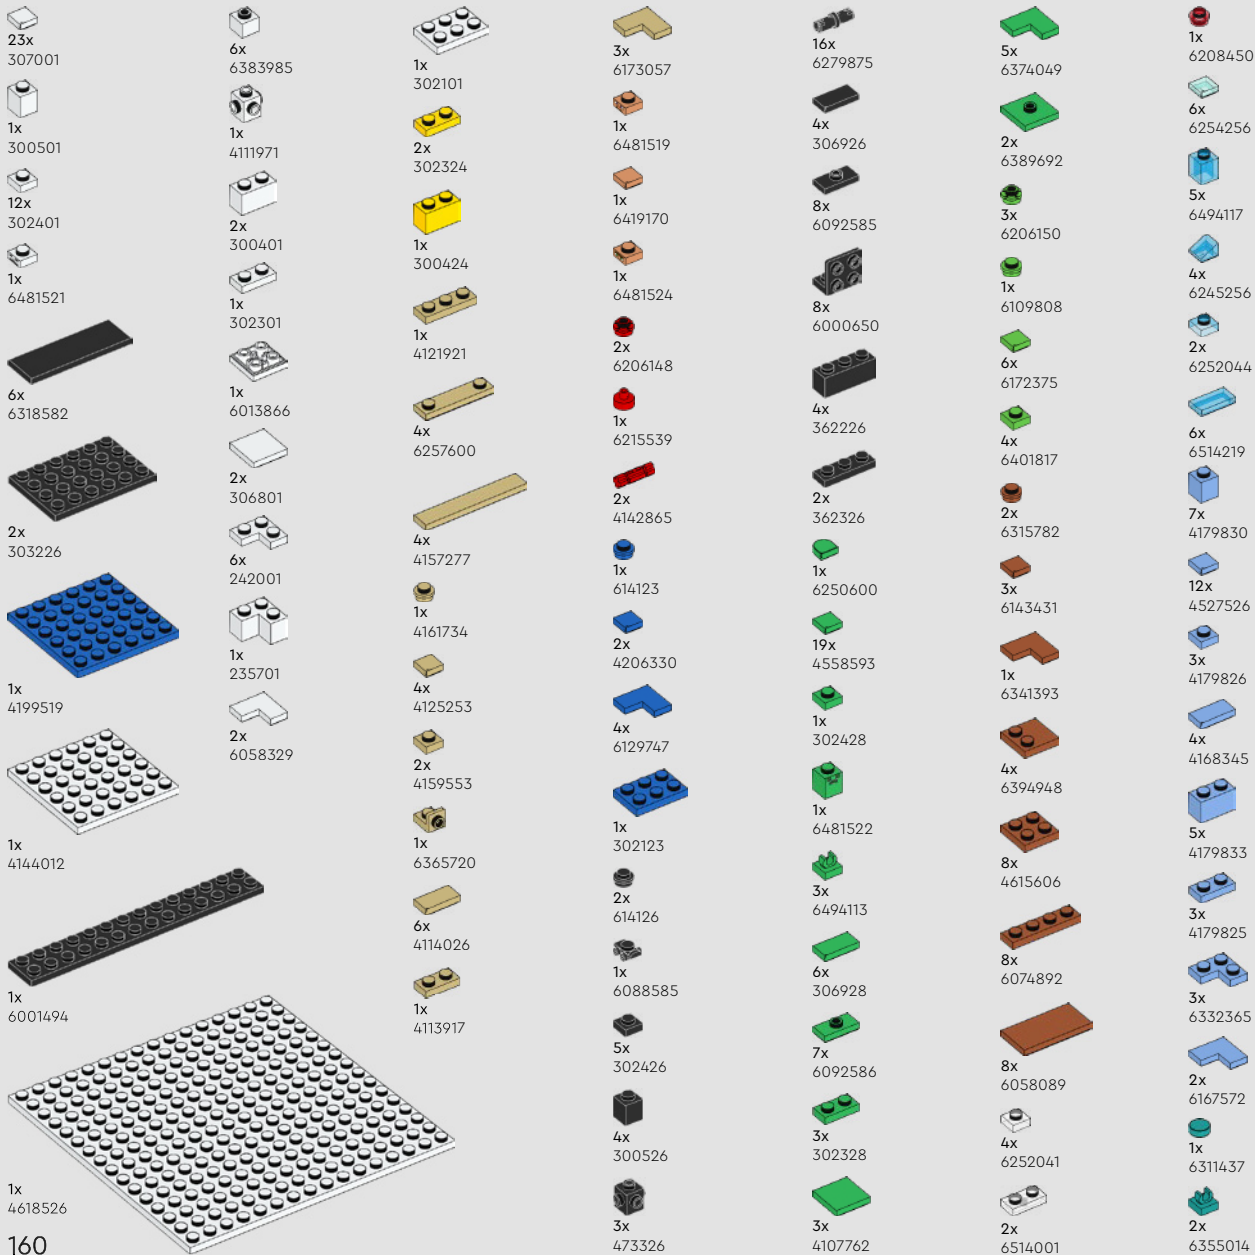 23x
307001
1x
300501
12x
302401
1x
6481521
6x
6318582
2x
303226
1x
4199519
1x
4144012
1x
6001494
1x
4618526
160
6x
6383985
1x
4111971
2x
300401
1x
302301
1x
6013866
2x
306801
6x
242001
1x
235701
2x
6058329
1x
302101
2x
302324
1x
300424
1x
4121921
4x
6257600
4x
4157277
1x
4161734
4x
4125253
2x
4159553
1x
6365720
6x
4114026
1x
4113917
3x
6173057
1x
6481519
1x
6419170
1x
6481524
2x
6206148
1x
6215539
2x
4142865
1x
614123
2x
4206330
4x
6129747
1x
302123
2x
614126
1x
6088585
5x
302426
4x
300526
3x
473326
16x
6279875
4x
306926
8x
6092585
8x
6000650
4x
362226
2x
362326
1x
6250600
19x
4558593
1x
302428
1x
6481522
3x
6494113
6x
306928
7x
6092586
3x
302328
3x
4107762
5x
6374049
2x
6389692
3x
6206150
1x
6109808
6x
6172375
4x
6401817
2x
6315782
3x
6143431
1x
6341393
4x
6394948
8x
4615606
8x
6074892
8x
6058089
4x
6252041
2x
6514001
1x
6208450
6x
6254256
5x
6494117
4x
6245256
2x
6252044
6x
6514219
7x
4179830
12x
4527526
3x
4179826
4x
4168345
5x
4179833
3x
4179825
3x
6332365
2x
6167572
1x
6311437
2x
6355014